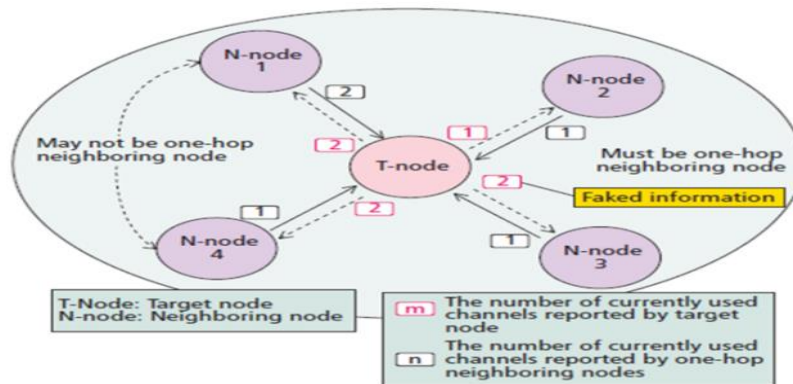 N-node
1
N-node
2
2
1
2
1
May not be one-hop
neighboring node
T-node
Must be one-hop
neighboring node
2
Faked information
1
2
1
N-node
4
N-node
3
T-Node: Target node
N-node: Neighboring node
m The number of currently used
channels reported by target
node
n The number of currently used
channels reported by one-hop
neighboring nodes